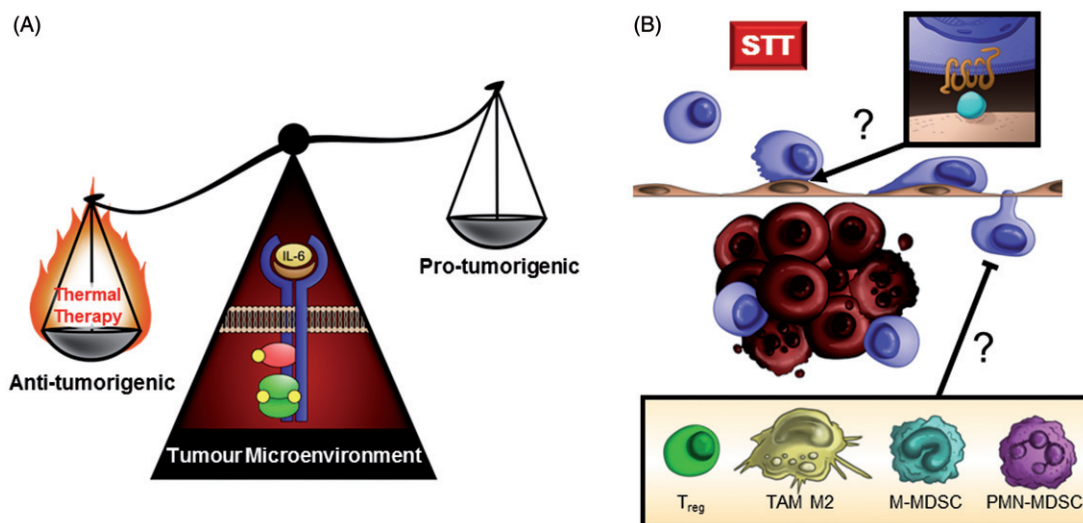 (A)
IL-6
Pro-tumorigenic
Thermal
Therapy
Anti-tumorigenic
Tumour Microenvironment
(B)
STT
?
?
Treg
TAM M2
M-MDSC
PMN-MDSC